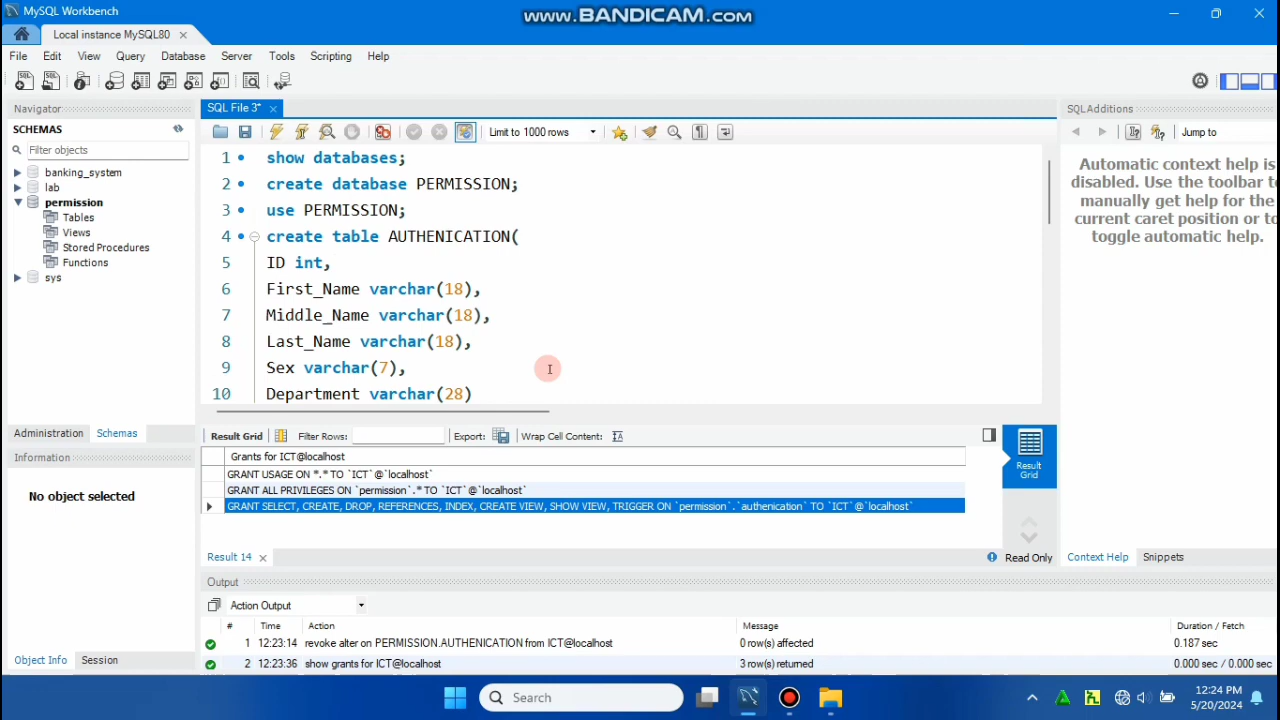 MySQL Workbench
www.BANDICAM.com
Local instance MySQL80
File Edit View Query Database Server Tools Scripting Help
Navigator
SCHEMAS
Filter objects
banking_system
lab
permission
Tables
Views
Stored Procedures
Functions
sys
Administration Schemas
Information
No object selected
Object Info Session
SQL File 3*
Limit to 1000 rows
1 show databases;
2 create database PERMISSION;
3 use PERMISSION;
4 create table AUTHENICATION(
5 ID int,
6 First_Name varchar(18),
7 Middle_Name varchar(18),
8 Last_Name varchar(18),
9 Sex varchar(7),
10 Department varchar(28)
Result Grid Filter Rows: Export: Wrap Cell Content:
Grants for ICT@localhost
GRANT USAGE ON *.* TO `ICT`@`localhost`
GRANT ALL PRIVILEGES ON `permission`.* TO `ICT`@`localhost`
GRANT SELECT, CREATE, DROP, REFERENCES, INDEX, CREATE VIEW, SHOW VIEW, TRIGGER ON `permission`.`authenication` TO `ICT`@`localhost`
Result Grid
Result 14
Read Only
SQLAdditions
Jump to
Automatic context help is
disabled. Use the toolbar to
manually get help for the
current caret position or to
toggle automatic help.
Context Help Snippets
Output
Action Output
# Time Action Message Duration / Fetch
1 12:23:14 revoke alter on PERMISSION.AUTHENICATION from ICT@localhost 0 row(s) affected 0.187 sec
2 12:23:36 show grants for ICT@localhost 3 row(s) returned 0.000 sec / 0.000 sec
Search
12:24 PM
5/20/2024